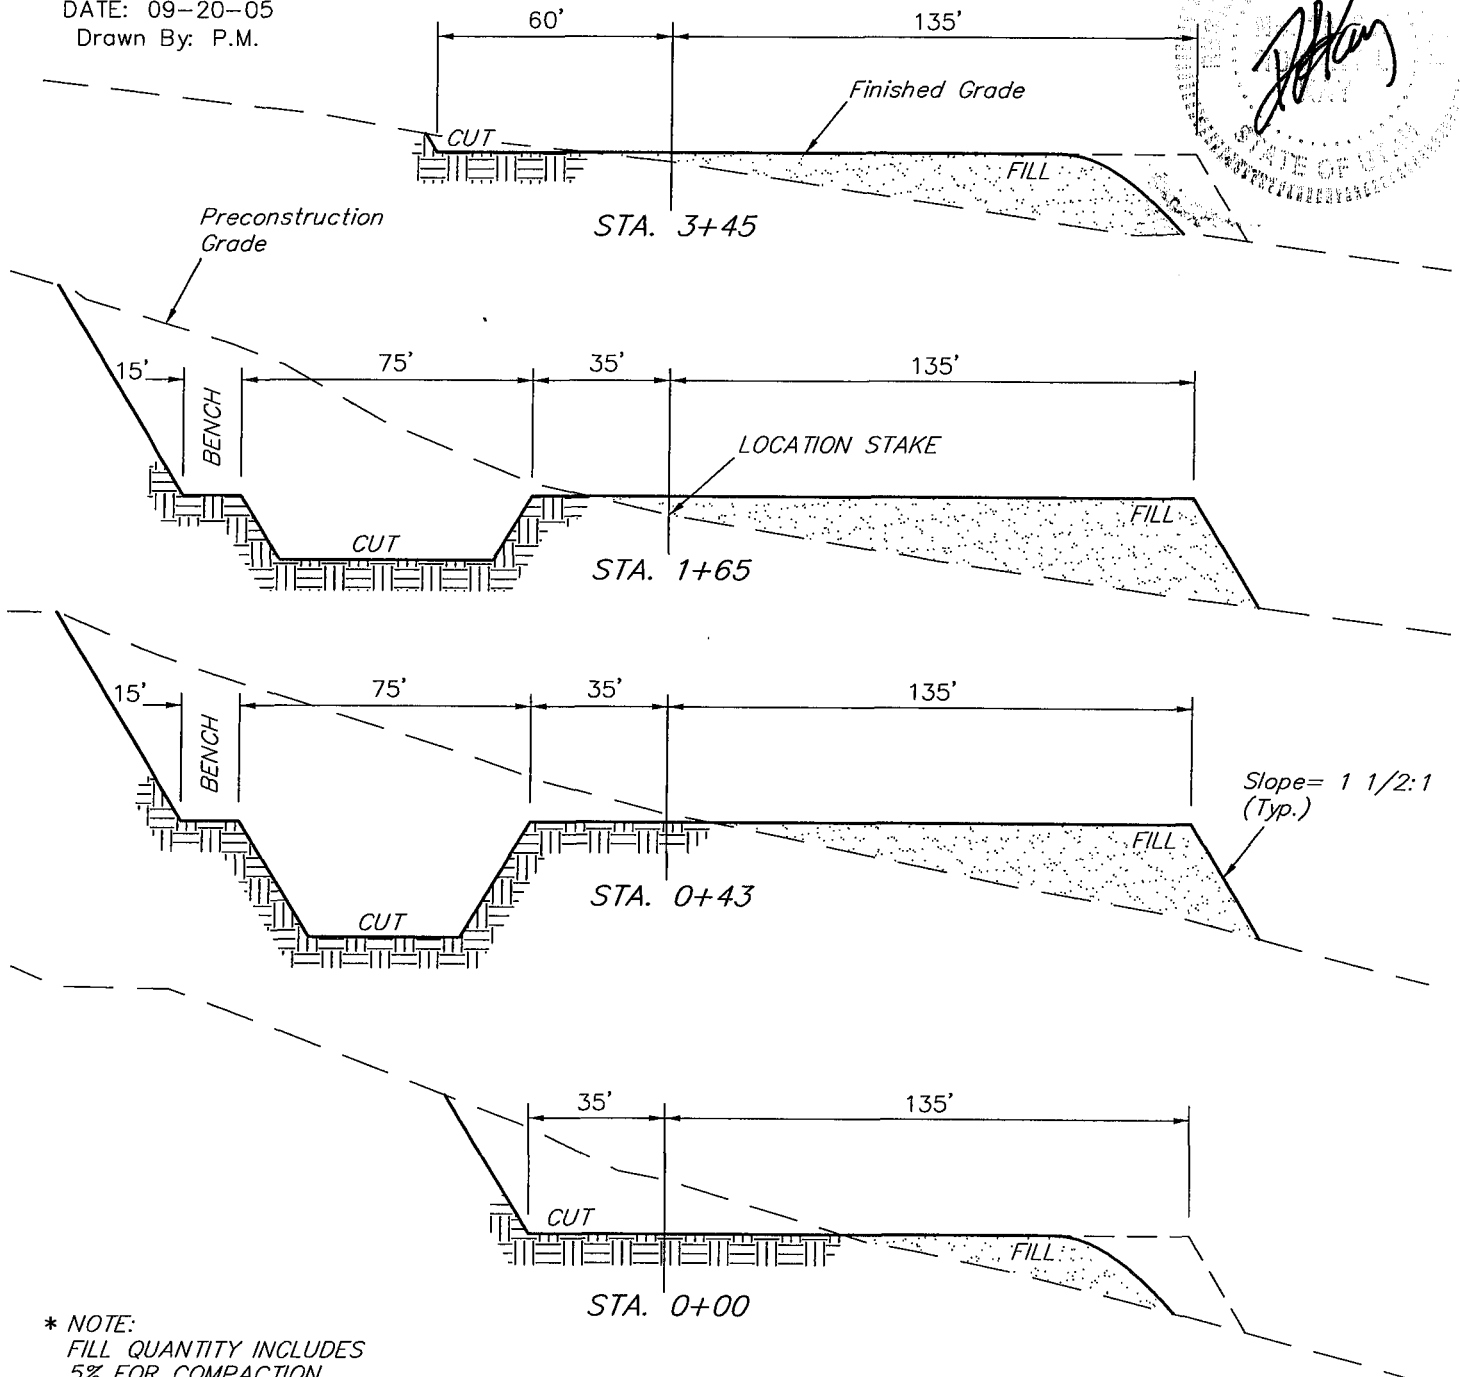 DATE: 09-20-05
Drawn By: P.M.
60'
135'
Finished Grade
CUT
FILL
STATE OF UTAH
STA. 3+45
Preconstruction
Grade
15'
BENCH
75'
35'
135'
LOCATION STAKE
CUT
FILL
STA. 1+65
15'
BENCH
75'
35'
135'
Slope= 1 1/2:1
(Typ.)
FILL
CUT
STA. 0+43
35'
135'
CUT
FILL
STA. 0+00
* NOTE:
FILL QUANTITY INCLUDES
5% FOR COMPACTION